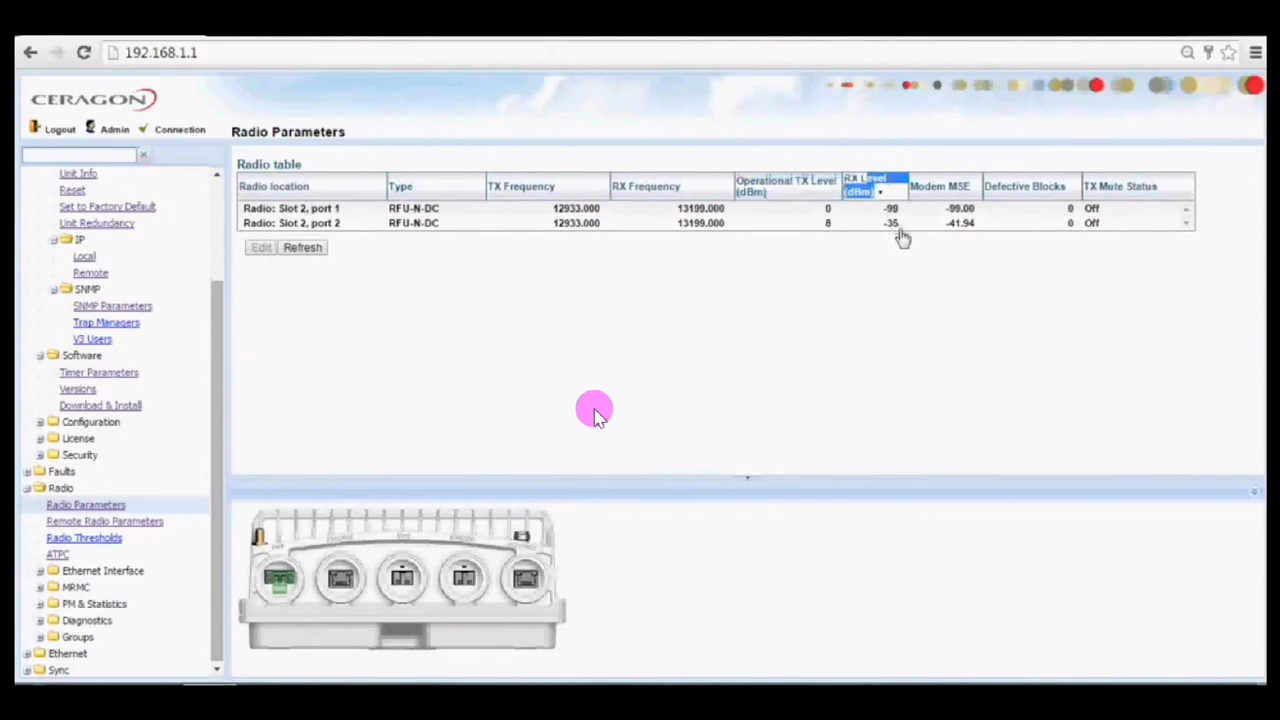 192.168.1.1
CERAGON
Logout Admin Connection
Radio Parameters
Radio table
Radio location Type TX Frequency RX Frequency Operational TX Level (dBm) RX Level (dBm) Modem MSE Defective Blocks TX Mute Status
Radio: Slot 2, port 1 RFU-N-DC 12933.000 13199.000 0 -99 -99.00 0 Off
Radio: Slot 2, port 2 RFU-N-DC 12933.000 13199.000 8 -35 -41.94 0 Off
Edit Refresh
Unit Info
Reset
Set to Factory Default
Unit Redundancy
IP
Local
Remote
SNMP
SNMP Parameters
Trap Managers
V3 Users
Software
Timer Parameters
Versions
Download & Install
Configuration
License
Security
Faults
Radio
Radio Parameters
Remote Radio Parameters
Radio Thresholds
ATPC
Ethernet Interface
MRMC
PM & Statistics
Diagnostics
Groups
Ethernet
Sync